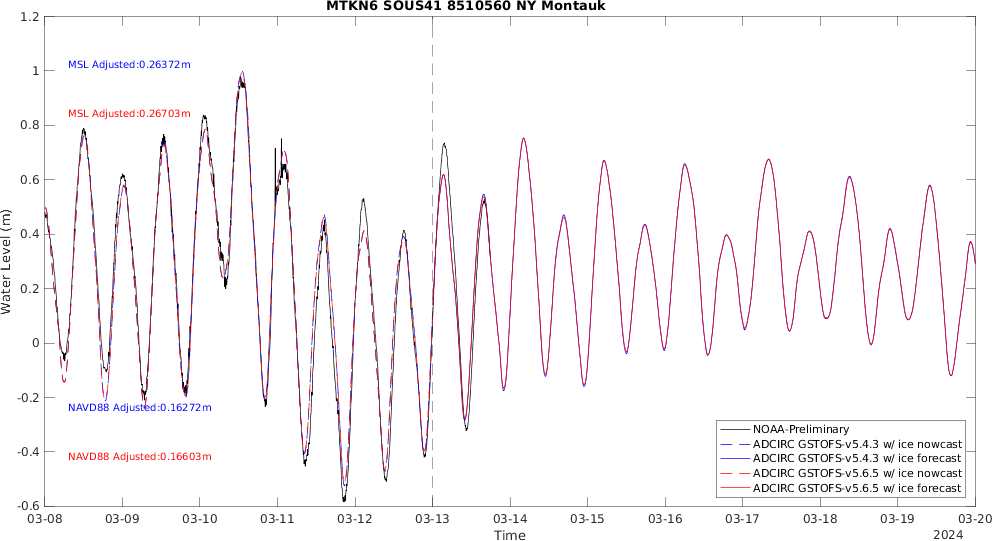 MTKN6 SOUS41 8510560 NY Montauk
1.2
1
0.8
0.6
0.4
0.2
0
-0.2
-0.4
-0.6
Water Level (m)
MSL Adjusted:0.26372m
MSL Adjusted:0.26703m
NAVD88 Adjusted:0.16272m
NAVD88 Adjusted:0.16603m
NOAA-Preliminary
ADCIRC GSTOFS-v5.4.3 w/ ice nowcast
ADCIRC GSTOFS-v5.4.3 w/ ice forecast
ADCIRC GSTOFS-v5.6.5 w/ ice nowcast
ADCIRC GSTOFS-v5.6.5 w/ ice forecast
03-08 03-09 03-10 03-11 03-12 03-13 03-14 03-15 03-16 03-17 03-18 03-19 03-20
Time
2024